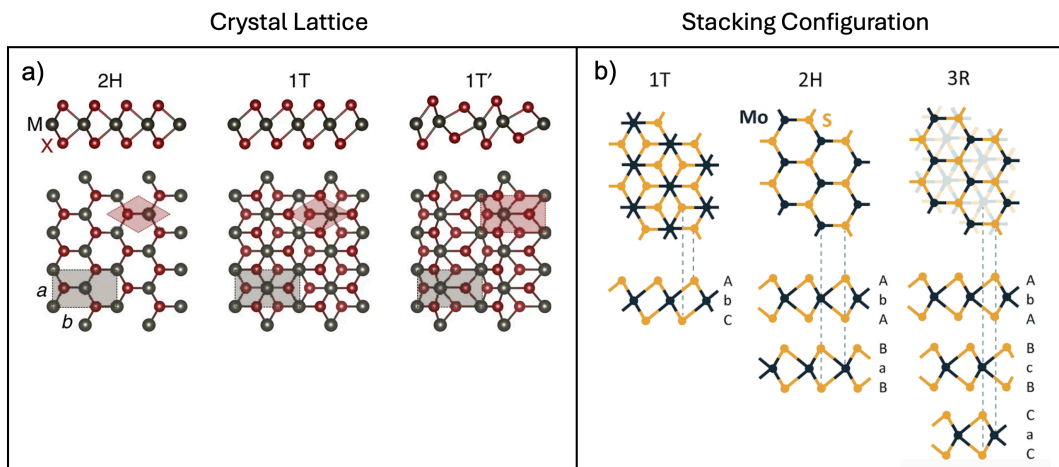 Crystal Lattice
Stacking Configuration
a)
2H
1T
1T′
M
X
a
b
b)
1T
2H
3R
Mo
S
A
b
C
A
b
A
B
a
B
A
b
A
B
c
B
C
a
C